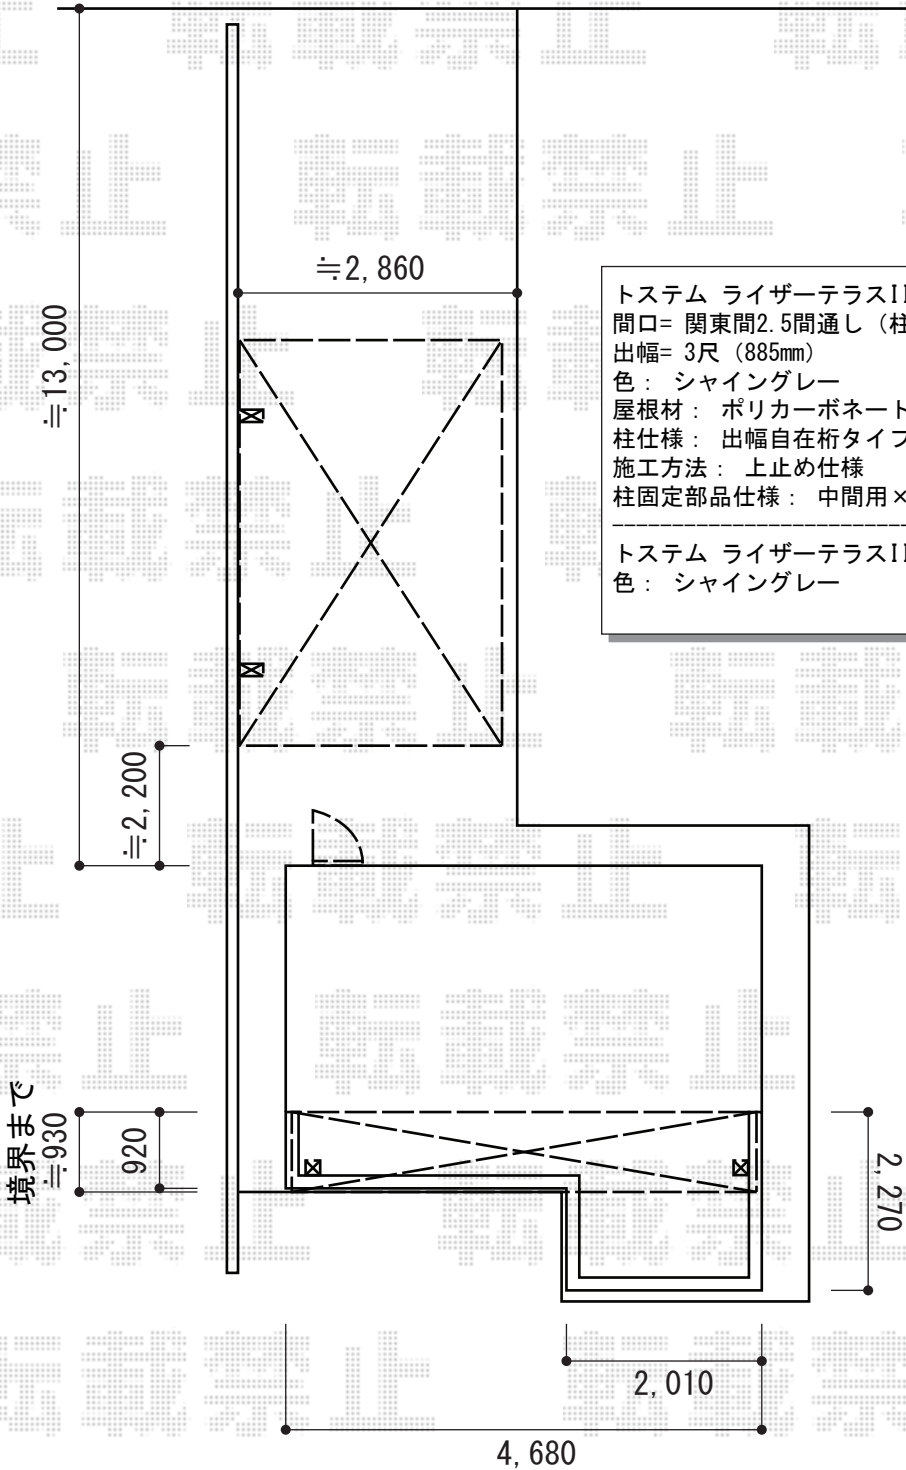 ≒2,860
≒13,000
トステム ライザーテラスII
間口= 関東間2.5間通し（柱
出幅= 3尺（885mm）
色： シャイングレー
屋根材： ポリカーボネート
柱仕様： 出幅自在桁タイプ
施工方法： 上止め仕様
柱固定部品仕様： 中間用×
トステム ライザーテラスII
色： シャイングレー
≒2,200
境界まで
≒930
920
2,270
2,010
4,680
転載禁止